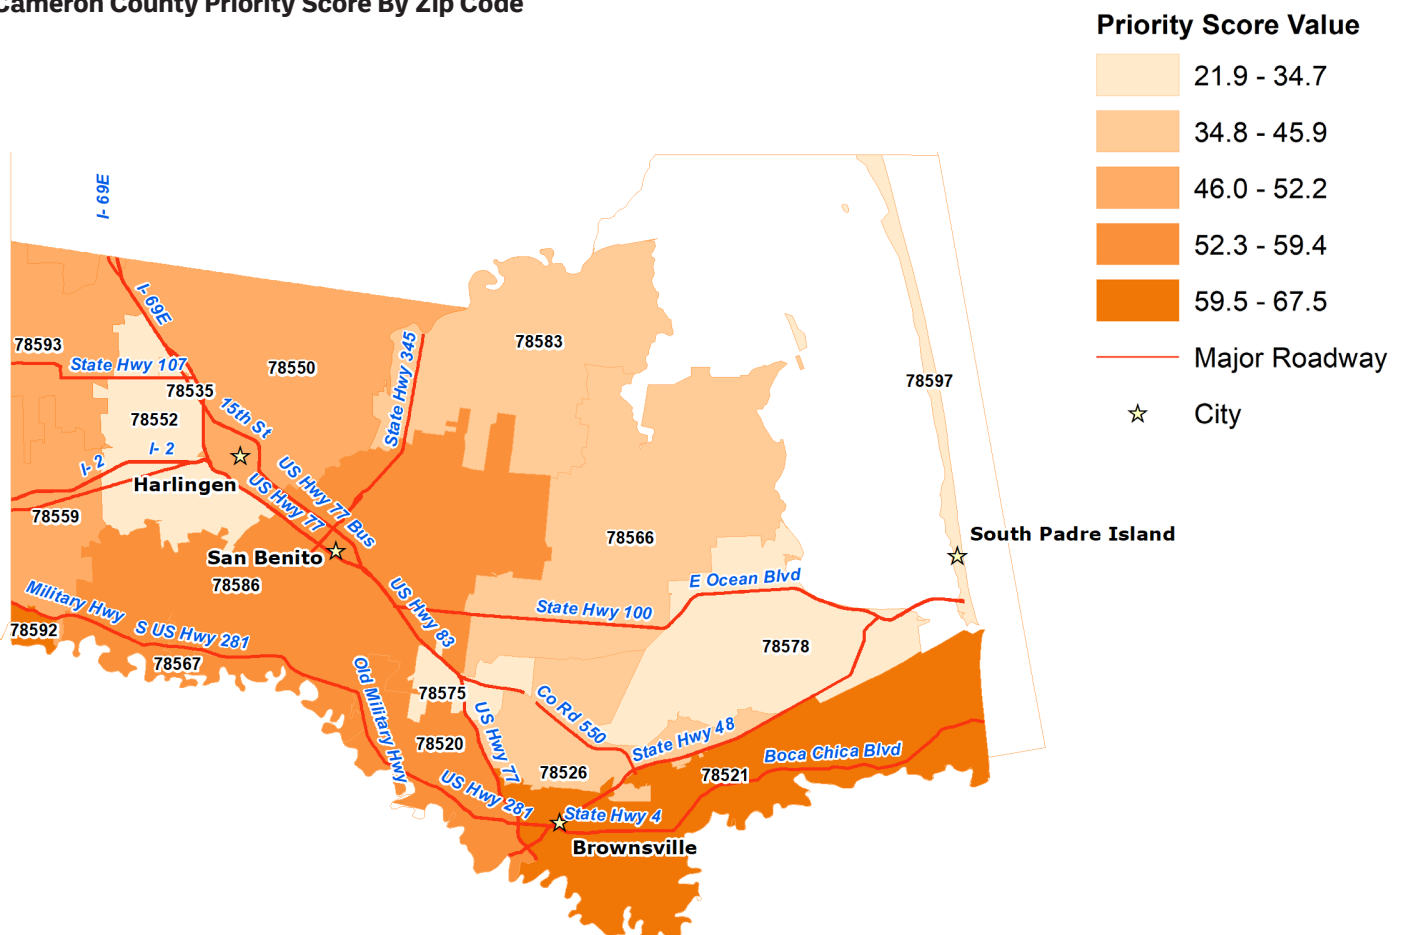 Cameron County Priority Score By Zip Code
Priority Score Value
21.9 - 34.7
34.8 - 45.9
46.0 - 52.2
52.3 - 59.4
59.5 - 67.5
Major Roadway
City
I- 69E
I- 69E
78593
State Hwy 107
78550
State Hwy 345
78583
78597
78535
78552
15th St
I- 2
I- 2
Harlingen
US Hwy 77
US Hwy 77 Bus
78559
78566
South Padre Island
San Benito
78586
E Ocean Blvd
Military Hwy
US Hwy 83
State Hwy 100
78592
S US Hwy 281
78567
78578
Old Military Hwy
78575
Co Rd 550
US Hwy 77
78520
State Hwy 48
Boca Chica Blvd
78526
78521
US Hwy 281
State Hwy 4
Brownsville